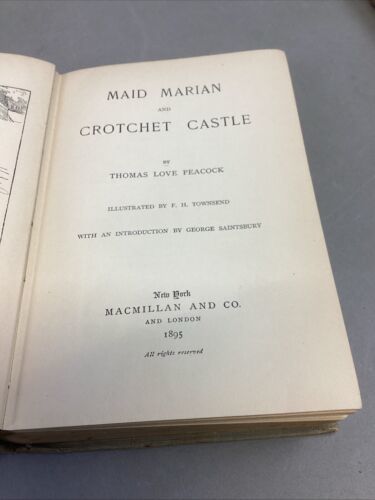 MAID MARIAN
AND
CROTCHET CASTLE
BY
THOMAS LOVE PEACOCK
ILLUSTRATED BY F. H. TOWNSEND
WITH AN INTRODUCTION BY GEORGE SAINTSBURY
New York
MACMILLAN AND CO.
AND LONDON
1895
All rights reserved